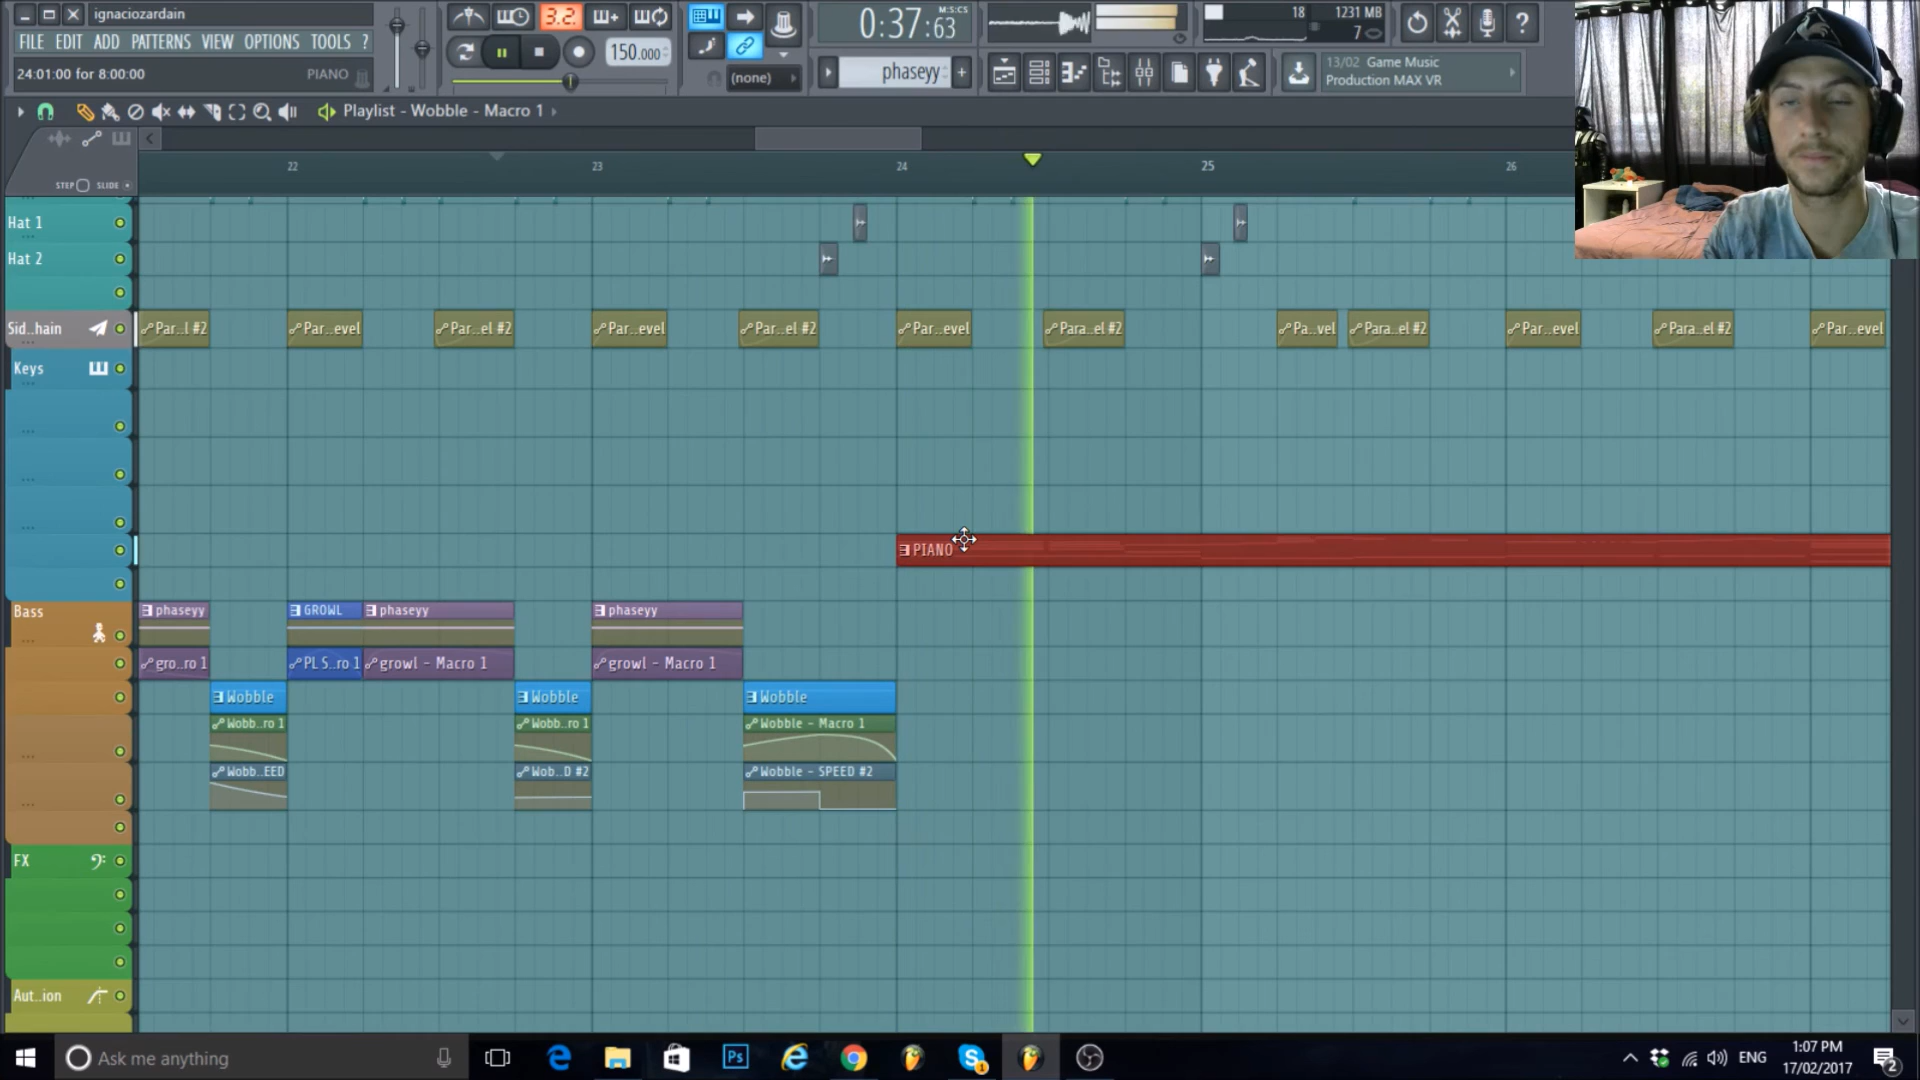 ignaciozardain
FILE EDIT ADD PATTERNS VIEW OPTIONS TOOLS ?
24:01:00 for 8:00:00 PIANO
3.2
150.000
(none)
0:37:63
M:S:CS
phaseyy
18
1231 MB
7
13/02 Game Music
Production MAX VR
Playlist - Wobble - Macro 1
STEP SLIDE
22 23 24 25 26
Hat 1
Hat 2
Sid..hain
Par..l #2 Par..evel Par..el #2 Par..evel Par..el #2 Par..evel Para..el #2 Pa..vel Para..el #2 Par..evel Para..el #2 Par..evel
Keys
PIANO
Bass
phaseyy GROWL phaseyy phaseyy
gro..ro 1 PL S..ro 1 growl - Macro 1 growl - Macro 1
Wobble Wobble Wobble
Wobb..ro 1 Wobb..ro 1 Wobble - Macro 1
Wobb..EED Wob..D #2 Wobble - SPEED #2
FX
Aut..ion
Ask me anything
Ps
1
ENG
1:07 PM
17/02/2017
2